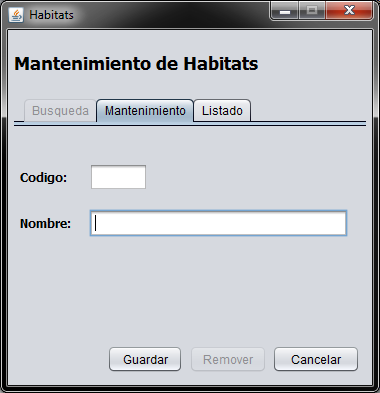 Habitats
Mantenimiento de Habitats
Busqueda Mantenimiento Listado
Codigo:
Nombre:
Guardar Remover Cancelar